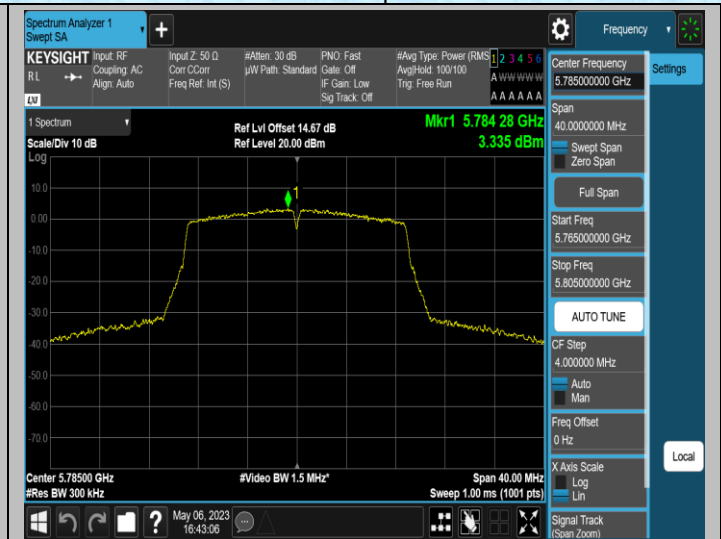 Spectrum Analyzer 1
Swept SA
+
Frequency
KEYSIGHT
RL
LXI
Input: RF
Coupling: AC
Align: Auto
Input Z: 50 Ω
Corr CCorr
Freq Ref: Int (S)
#Atten: 30 dB
µW Path: Standard
PNO: Fast
Gate: Off
IF Gain: Low
Sig Track: Off
#Avg Type: Power (RMS
Avg|Hold: 100/100
Trig: Free Run
1 2 3 4 5 6
A W W W W W
A A A A A A
1 Spectrum
Scale/Div 10 dB
Log
Ref Lvl Offset 14.67 dB
Ref Level 20.00 dBm
Mkr1 5.784 28 GHz
3.335 dBm
1
10.0
0.00
-10.0
-20.0
-30.0
-40.0
-50.0
-60.0
-70.0
Center 5.78500 GHz
#Res BW 300 kHz
#Video BW 1.5 MHz*
Span 40.00 MHz
Sweep 1.00 ms (1001 pts)
Center Frequency
5.785000000 GHz
Span
40.0000000 MHz
Swept Span
Zero Span
Full Span
Start Freq
5.765000000 GHz
Stop Freq
5.805000000 GHz
AUTO TUNE
CF Step
4.000000 MHz
Auto
Man
Freq Offset
0 Hz
X Axis Scale
Log
Lin
Signal Track
(Span Zoom)
Settings
Local
?
May 06, 2023
16:43:06